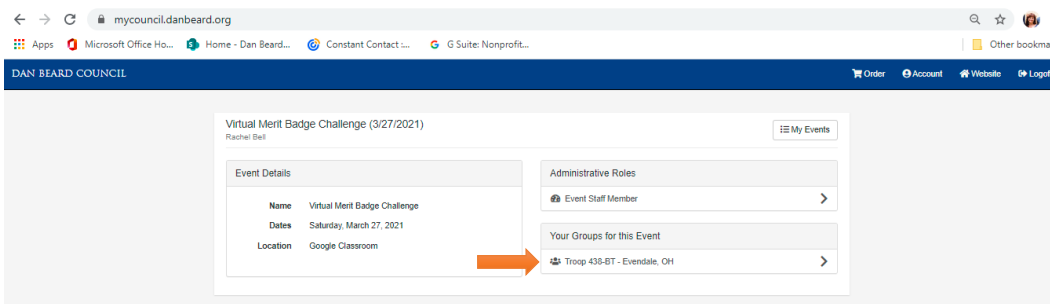 mycouncil.danbeard.org
Apps Microsoft Office Ho... Home - Dan Beard... Constant Contact :... G Suite: Nonprofit... Other bookma
DAN BEARD COUNCIL Order Account Website Logof
Virtual Merit Badge Challenge (3/27/2021)
Rachel Bell
My Events
Event Details
Name Virtual Merit Badge Challenge
Dates Saturday, March 27, 2021
Location Google Classroom
Administrative Roles
Event Staff Member
Your Groups for this Event
Troop 438-BT - Evendale, OH